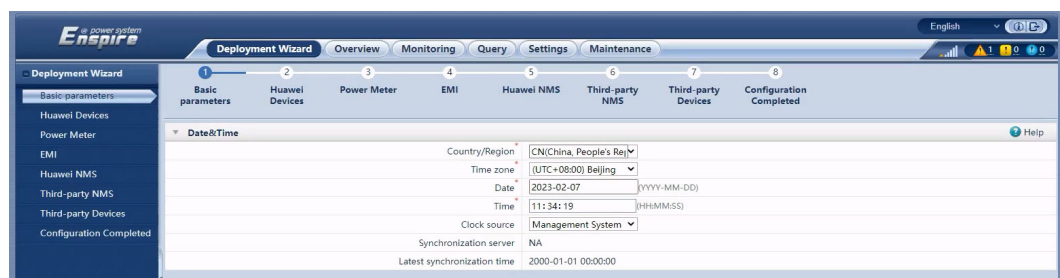 e power system
Enspire
English
Deployment Wizard
Overview
Monitoring
Query
Settings
Maintenance
1
0
0
Deployment Wizard
Basic parameters
Huawei Devices
Power Meter
EMI
Huawei NMS
Third-party NMS
Third-party Devices
Configuration Completed
1
2
3
4
5
6
7
8
Basic
parameters
Huawei
Devices
Power Meter
EMI
Huawei NMS
Third-party
NMS
Third-party
Devices
Configuration
Completed
Date&Time
Help
Country/Region * CN(China, People's Re
Time zone * (UTC+08:00) Beijing
Date * 2023-02-07 (YYYY-MM-DD)
Time * 11:34:19 (HH:MM:SS)
Clock source Management System
Synchronization server NA
Latest synchronization time 2000-01-01 00:00:00